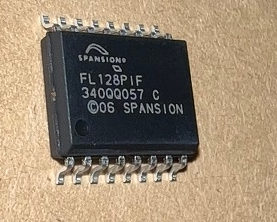 SPANSION®
FL128PIF
340QQ057 C
©06 SPANSION